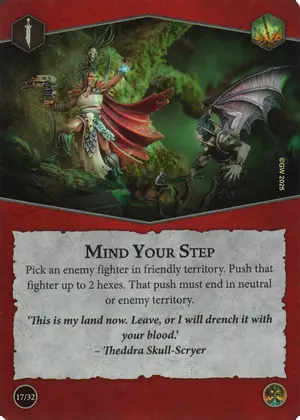 ©GW 2025
MIND YOUR STEP
Pick an enemy fighter in friendly territory. Push that
fighter up to 2 hexes. That push must end in neutral
or enemy territory.
‘This is my land now. Leave, or I will drench it with
your blood.’
– Theddra Skull-Scryer
17/32